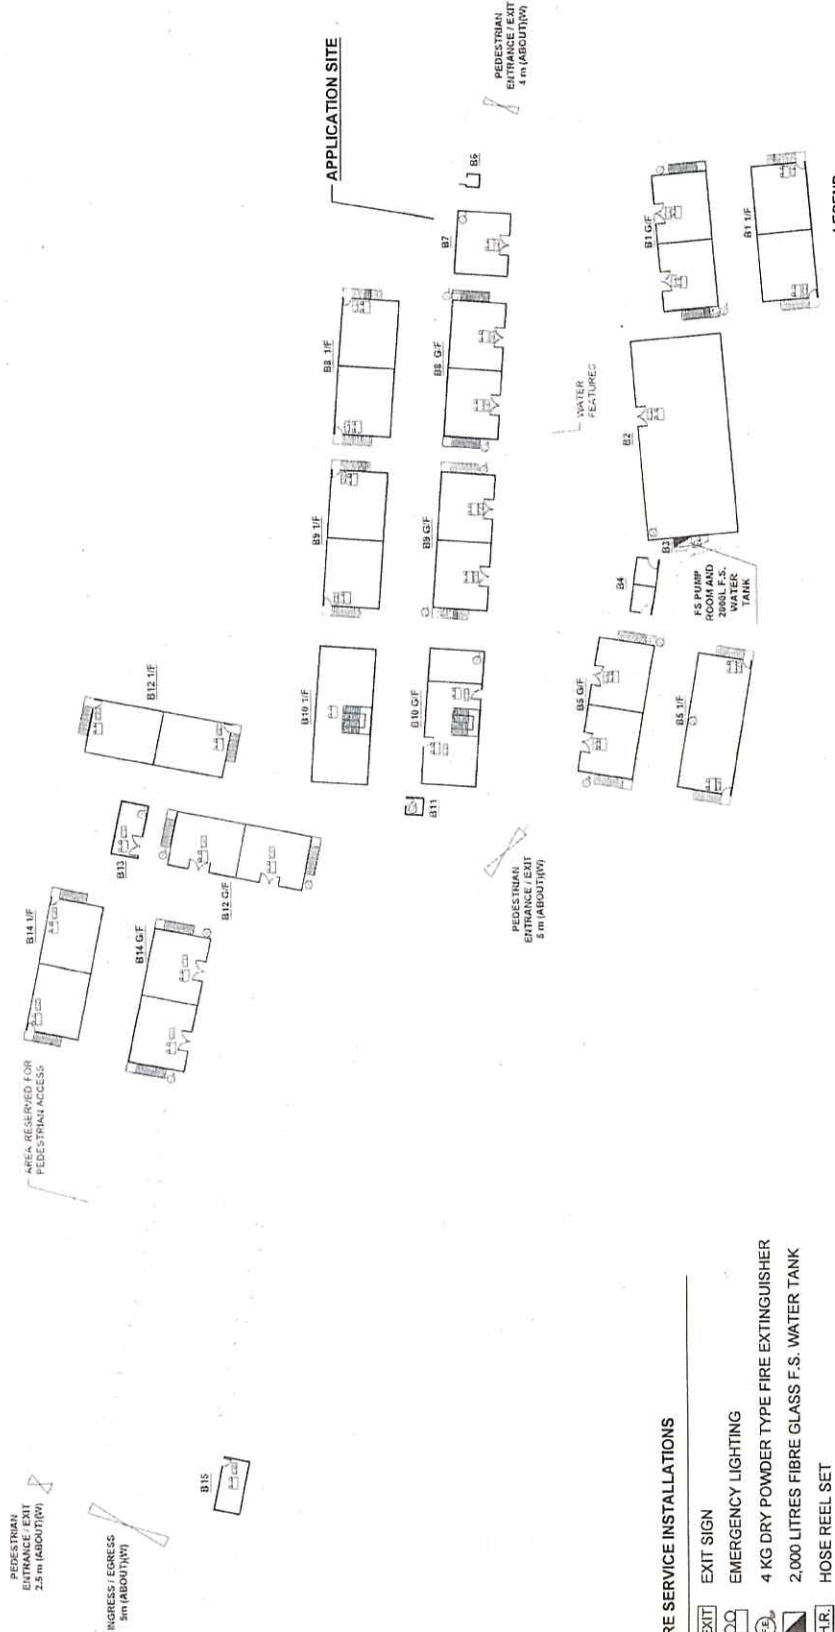 PEDESTRIAN
ENTRANCE / EXIT
2.5 m (ABOUT)(W)
INGRESS / EGRESS
5m (ABOUT)(W)
B15
AREA RESERVED FOR
PEDESTRIAN ACCESS
B14 1/F
B14 G/F
B13
B12 G/F
B12 1/F
B11
B10 1/F
B10 G/F
B9 1/F
B9 G/F
B8 1/F
B8 G/F
B7
B6
APPLICATION SITE
PEDESTRIAN
ENTRANCE / EXIT
4 m (ABOUT)(W)
PEDESTRIAN
ENTRANCE / EXIT
5 m (ABOUT)(W)
WATER
FEATURES
B5 G/F
B5 1/F
B4
B3
FS PUMP
ROOM AND
2000L F.S.
WATER
TANK
B2
B1 G/F
B1 1/F
LEGEND
RE SERVICE INSTALLATIONS
EXIT EXIT SIGN
EMERGENCY LIGHTING
F.E. 4 KG DRY POWDER TYPE FIRE EXTINGUISHER
2,000 LITRES FIBRE GLASS F.S. WATER TANK
H.R. HOSE REEL SET